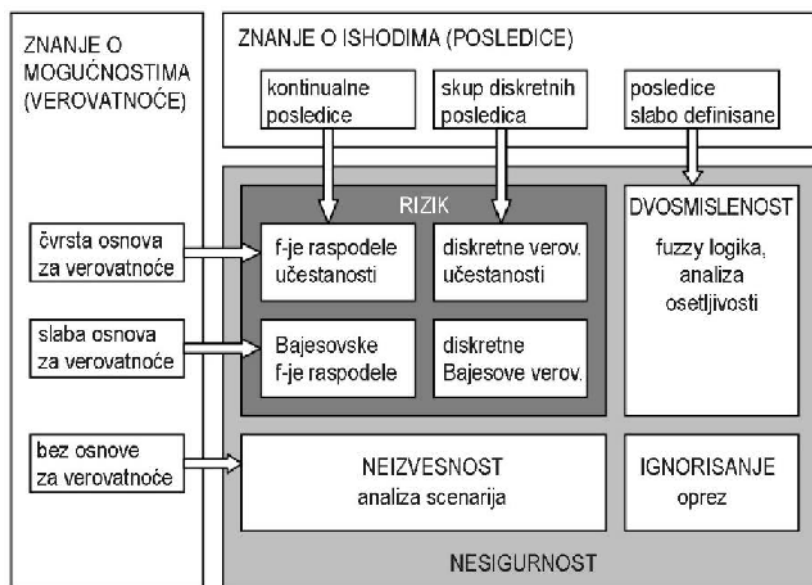 ZNANJE O
MOGUĆNOSTIMA
(VEROVATNOĆE)
ZNANJE O ISHODIMA (POSLEDICE)
kontinualne
posledice
skup diskretnih
posledica
posledice
slabo definisane
čvrsta osnova
za verovatnoće
slaba osnova
za verovatnoće
bez osnove
za verovatnoće
RIZIK
f-je raspodele
učestanosti
diskretne verov.
učestanosti
Bajesovske
f-je raspodele
diskretne
Bajesove verov.
DVOSMISLENOST
fuzzy logika,
analiza
osetljivosti
NEIZVESNOST
analiza scenarija
IGNORISANJE
oprez
NESIGURNOST